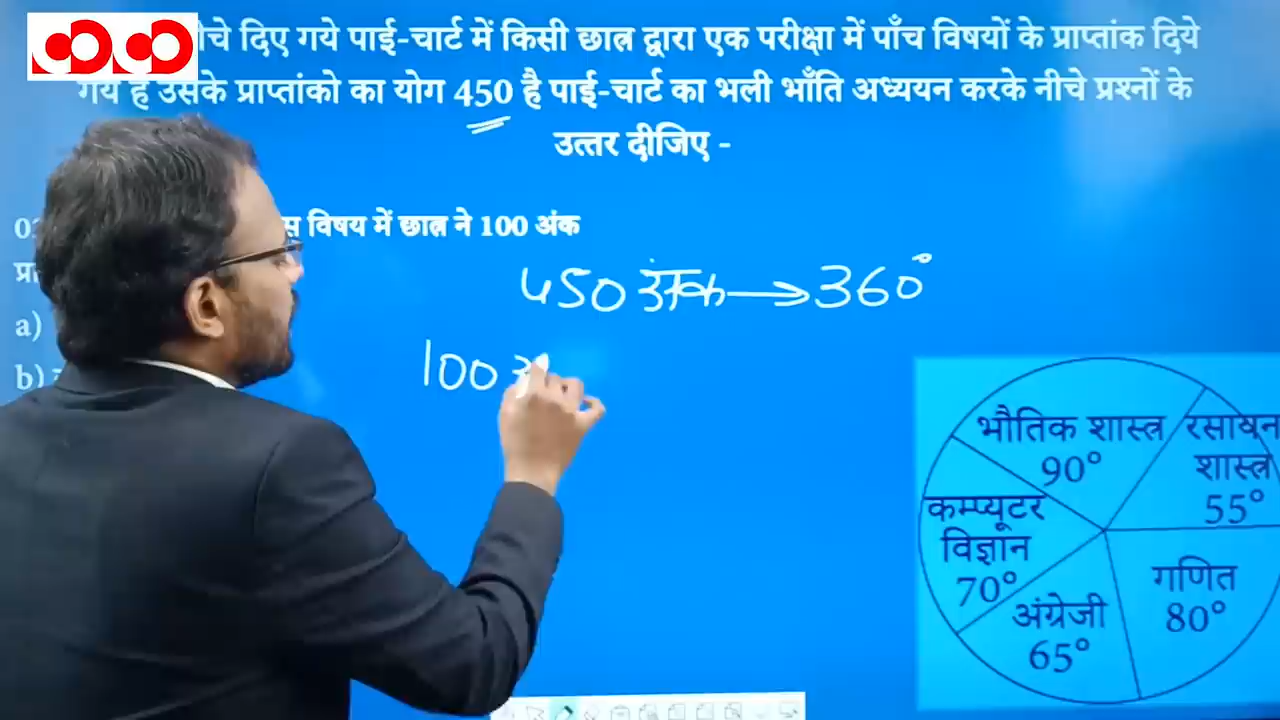 नीचे दिए गये पाई-चार्ट में किसी छात्र द्वारा एक परीक्षा में पाँच विषयों के प्राप्तांक दिये
गये है उसके प्राप्तांको का योग 450 है पाई-चार्ट का भली भाँति अध्ययन करके नीचे प्रश्नों के
उत्तर दीजिए -
विषय में छात्र ने 100 अंक
450 अंक → 360°
a)
100
b)
भौतिक शास्त्र
90°
रसायन
शास्त्र
55°
कम्प्यूटर
विज्ञान
70°
गणित
80°
अंग्रेजी
65°